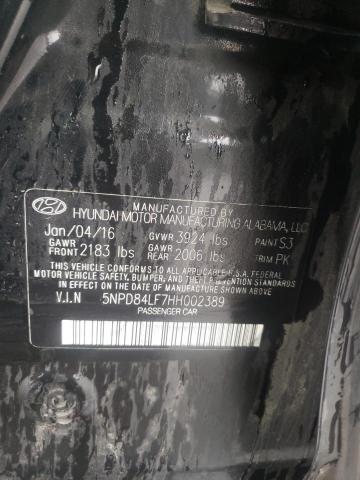 MANUFACTURED BY
HYUNDAI MOTOR MANUFACTURING ALABAMA, LLC
Jan/04/16 GVWR 3924 lbs PAINT S3
GAWR FRONT 2183 lbs GAWR REAR 2006 lbs TRIM PK
THIS VEHICLE CONFORMS TO ALL APPLICABLE U.S.A. FEDERAL
MOTOR VEHICLE SAFETY, BUMPER, AND THEFT PREVENTION
STANDARDS IN EFFECT ON THE DATE OF MANUFACTURE SHOWN ABOVE.
V.I.N 5NPD84LF7HH002389
PASSENGER CAR